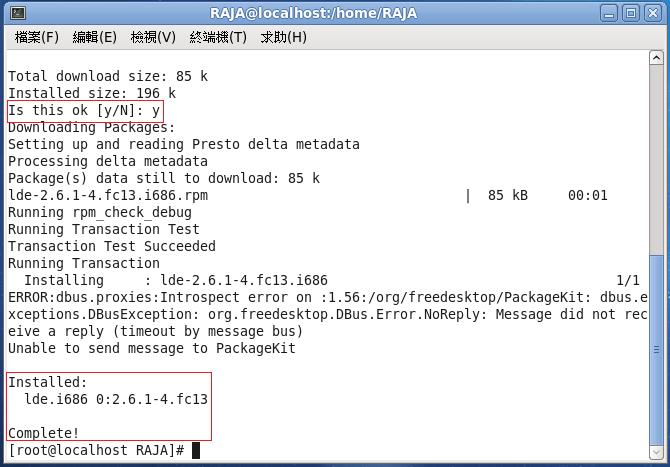 RAJA@localhost:/home/RAJA
檔案(F) 編輯(E) 檢視(V) 終端機(T) 求助(H)
Total download size: 85 k
Installed size: 196 k
Is this ok [y/N]: y
Downloading Packages:
Setting up and reading Presto delta metadata
Processing delta metadata
Package(s) data still to download: 85 k
lde-2.6.1-4.fc13.i686.rpm | 85 kB 00:01
Running rpm_check_debug
Running Transaction Test
Transaction Test Succeeded
Running Transaction
Installing : lde-2.6.1-4.fc13.i686 1/1
ERROR:dbus.proxies:Introspect error on :1.56:/org/freedesktop/PackageKit: dbus.e
xceptions.DBusException: org.freedesktop.DBus.Error.NoReply: Message did not rec
eive a reply (timeout by message bus)
Unable to send message to PackageKit
Installed:
lde.i686 0:2.6.1-4.fc13
Complete!
[root@localhost RAJA]#